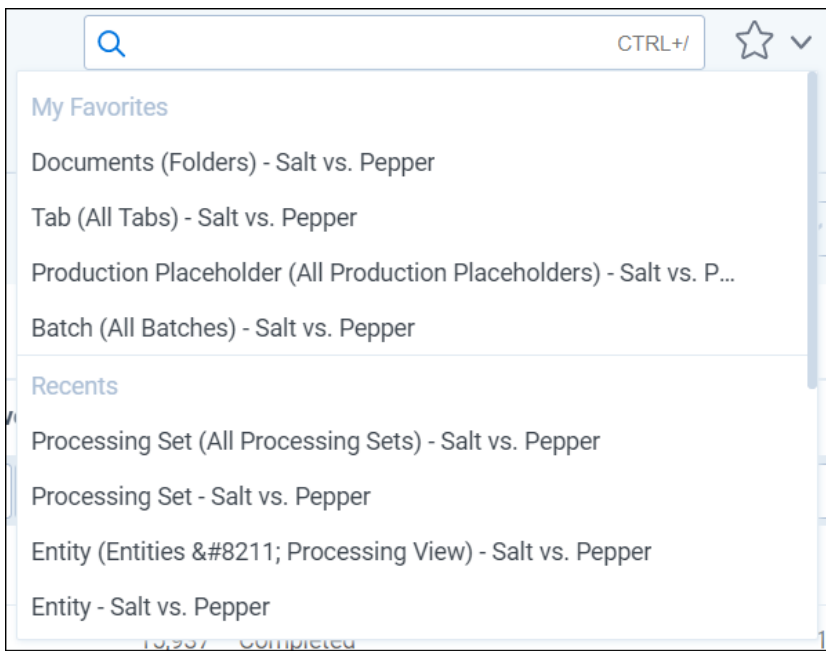 CTRL+/
My Favorites
Documents (Folders) - Salt vs. Pepper
Tab (All Tabs) - Salt vs. Pepper
Production Placeholder (All Production Placeholders) - Salt vs. P...
Batch (All Batches) - Salt vs. Pepper
Recents
Processing Set (All Processing Sets) - Salt vs. Pepper
Processing Set - Salt vs. Pepper
Entity (Entities &#8211; Processing View) - Salt vs. Pepper
Entity - Salt vs. Pepper
Completed